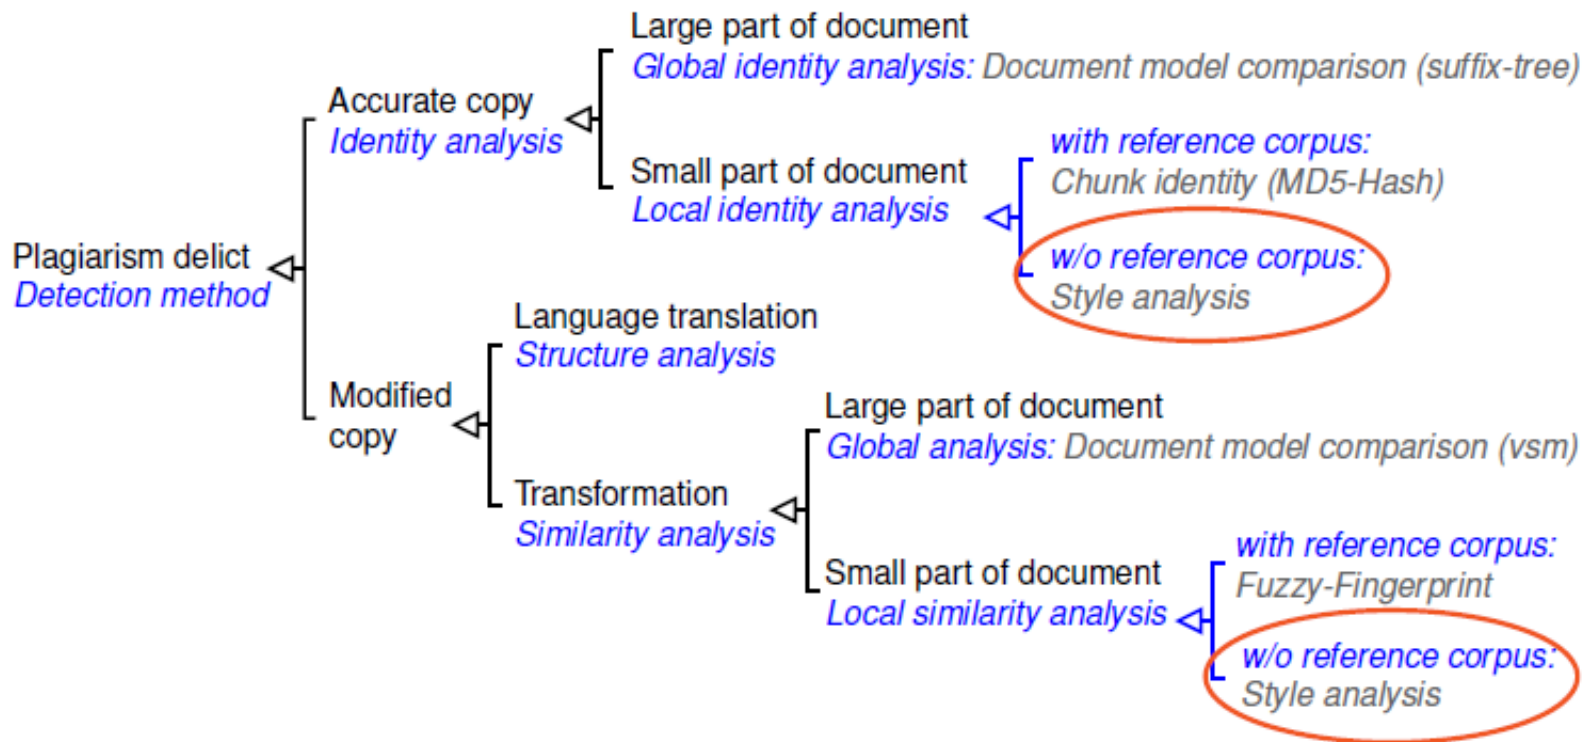 Large part of document
Global identity analysis: Document model comparison (suffix-tree)
Accurate copy
Identity analysis
Small part of document
Local identity analysis
with reference corpus:
Chunk identity (MD5-Hash)
w/o reference corpus:
Style analysis
Plagiarism delict
Detection method
Language translation
Structure analysis
Modified
copy
Large part of document
Global analysis: Document model comparison (vsm)
Transformation
Similarity analysis
Small part of document
Local similarity analysis
with reference corpus:
Fuzzy-Fingerprint
w/o reference corpus:
Style analysis